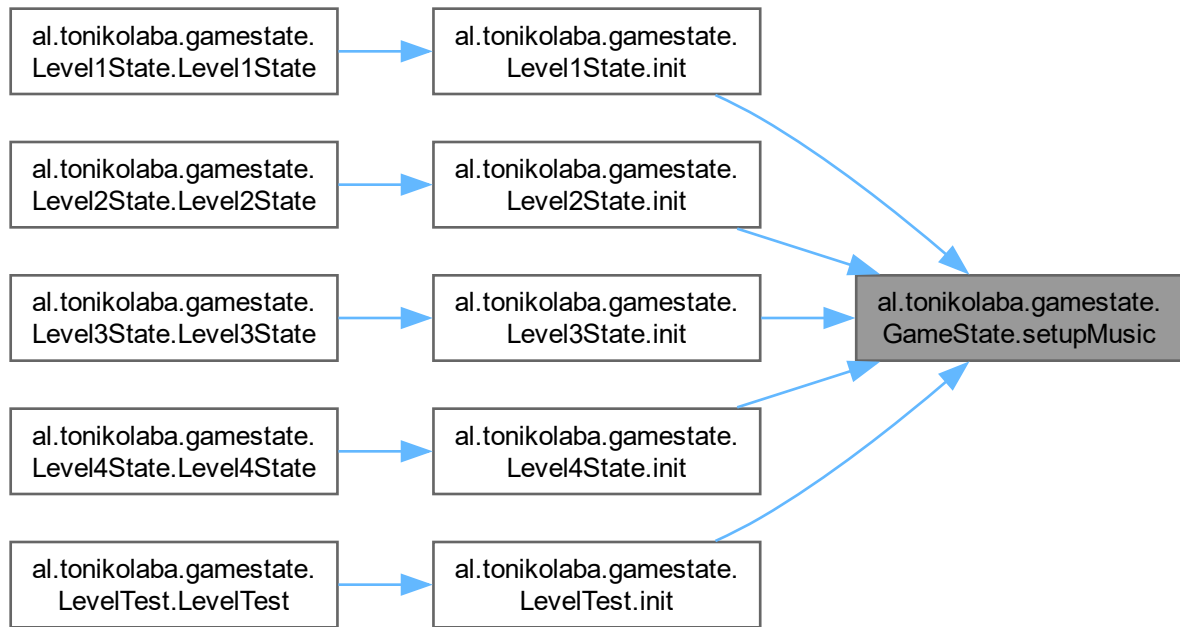 al.tonikolaba.gamestate.
Level1State.Level1State
al.tonikolaba.gamestate.
Level1State.init
al.tonikolaba.gamestate.
Level2State.Level2State
al.tonikolaba.gamestate.
Level2State.init
al.tonikolaba.gamestate.
Level3State.Level3State
al.tonikolaba.gamestate.
Level3State.init
al.tonikolaba.gamestate.
GameState.setupMusic
al.tonikolaba.gamestate.
Level4State.Level4State
al.tonikolaba.gamestate.
Level4State.init
al.tonikolaba.gamestate.
LevelTest.LevelTest
al.tonikolaba.gamestate.
LevelTest.init